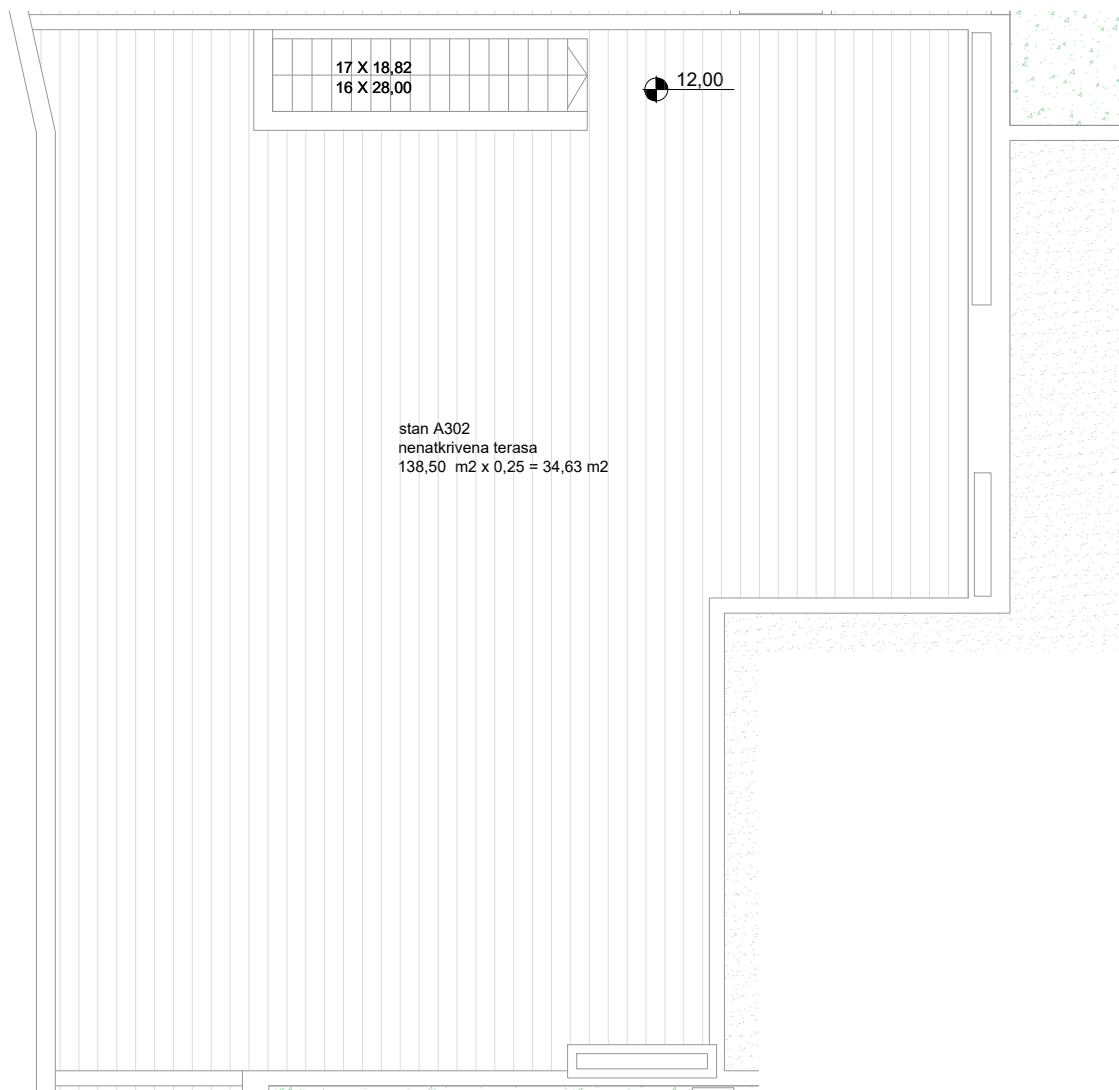 17 X 18,82
16 X 28,00
12,00
stan A302
nenatkrivena terasa
138,50 m2 x 0,25 = 34,63 m2